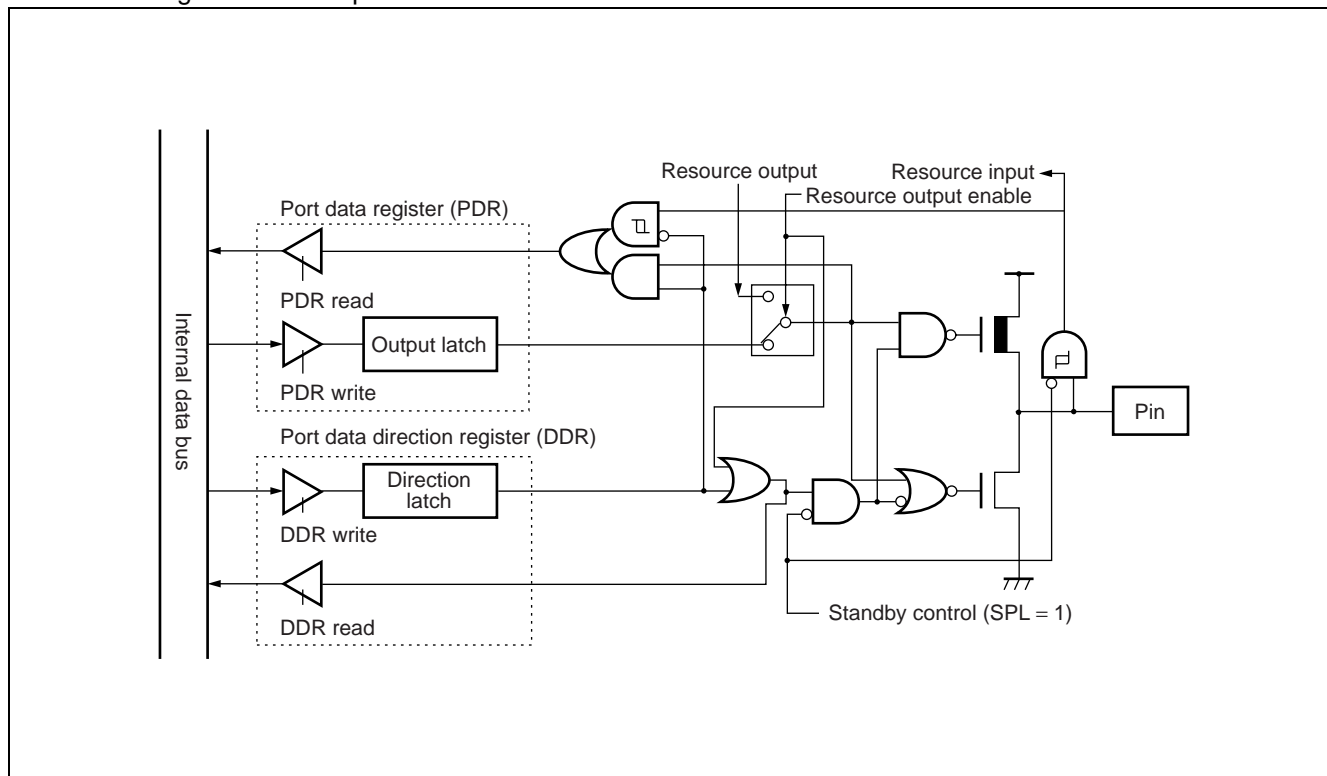 Resource output
Resource input
Resource output enable
Port data register (PDR)
PDR read
Output latch
PDR write
Internal data bus
Pin
Port data direction register (DDR)
Direction
latch
DDR write
DDR read
Standby control (SPL = 1)